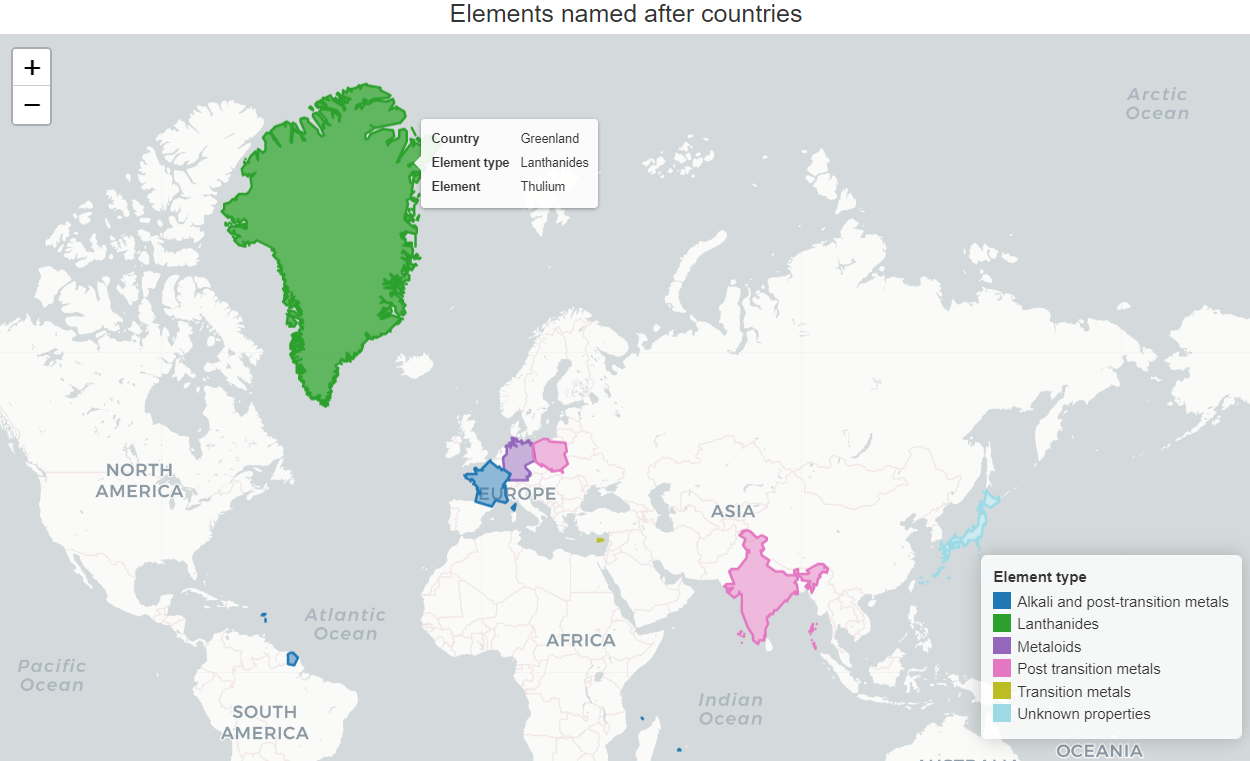 Elements named after countries
+
−
Arctic
Ocean
Country Greenland
Element type Lanthanides
Element Thulium
NORTH
AMERICA
EUROPE
ASIA
Atlantic
Ocean
AFRICA
Pacific
Ocean
SOUTH
AMERICA
Indian
Ocean
Element type
Alkali and post-transition metals
Lanthanides
Metaloids
Post transition metals
Transition metals
Unknown properties
OCEANIA